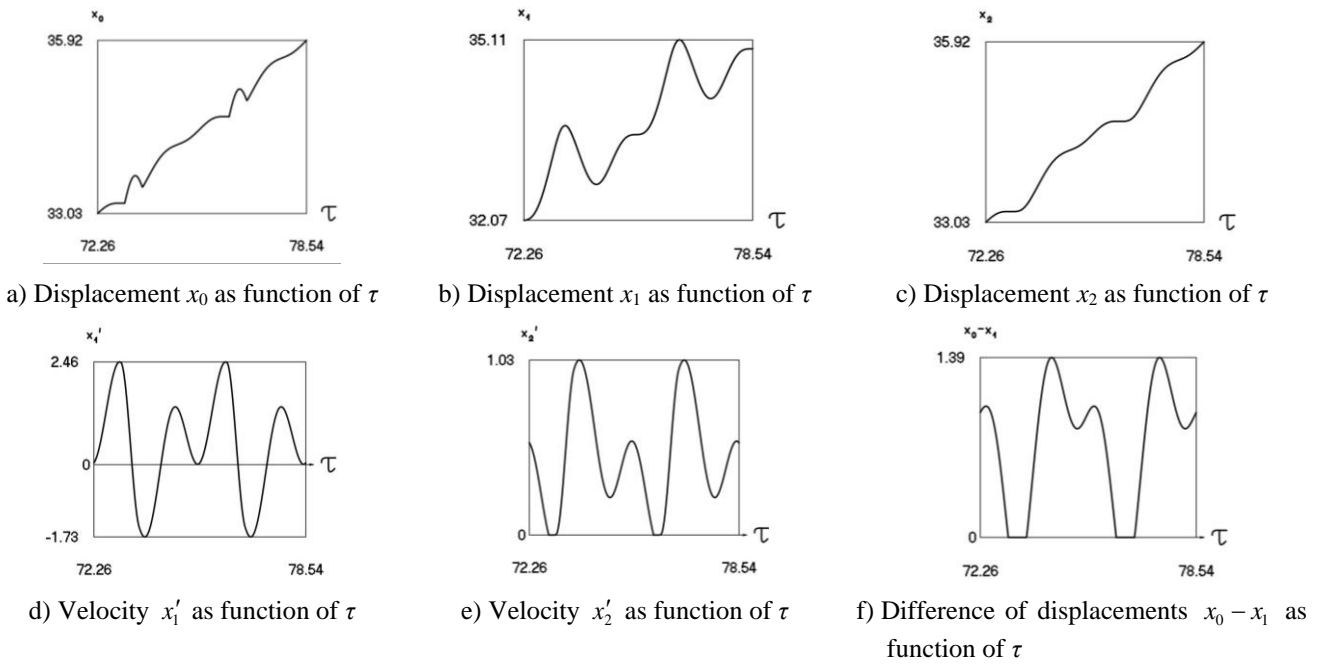 x₀
35.92
33.03
τ
72.26
78.54
a) Displacement x₀ as function of τ
x₁
35.11
32.07
τ
72.26
78.54
b) Displacement x₁ as function of τ
x₂
35.92
33.03
τ
72.26
78.54
c) Displacement x₂ as function of τ
x₁'
2.46
0
τ
-1.73
72.26
78.54
d) Velocity x₁′ as function of τ
x₂'
1.03
0
τ
72.26
78.54
e) Velocity x₂′ as function of τ
x₀-x₁
1.39
0
τ
72.26
78.54
f) Difference of displacements x₀ − x₁ as
function of τ